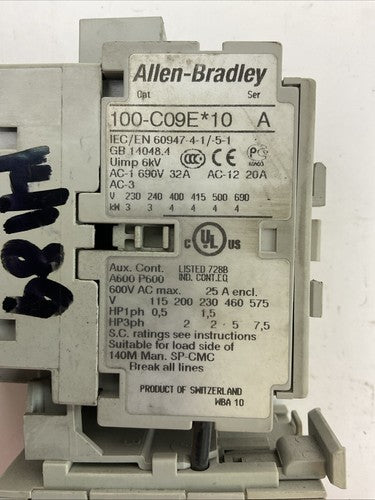 Allen-Bradley
Opt Ser
100-C09E*10 A
IEC/EN 60947-4-1/-5-1
GB 14048.4
Uimp 6kV
AC-1 690V 32A AC-12 20A
AC-3
V 230 240 400 415 500 690
kW 3 3 4 4 4 4
C UL US
Aux. Cont. LISTED 72BB
A600 P600 IND. CONT. EQ
600V AC max. 25 A encl.
V 115 200 230 460 575
HP1ph 0,5 1,5
HP3ph 2 2 · 5 7,5
S.C. ratings see instructions
Suitable for load side of
140M Man. SP-CMC
Break all lines
PRODUCT OF SWITZERLAND
WBA 10